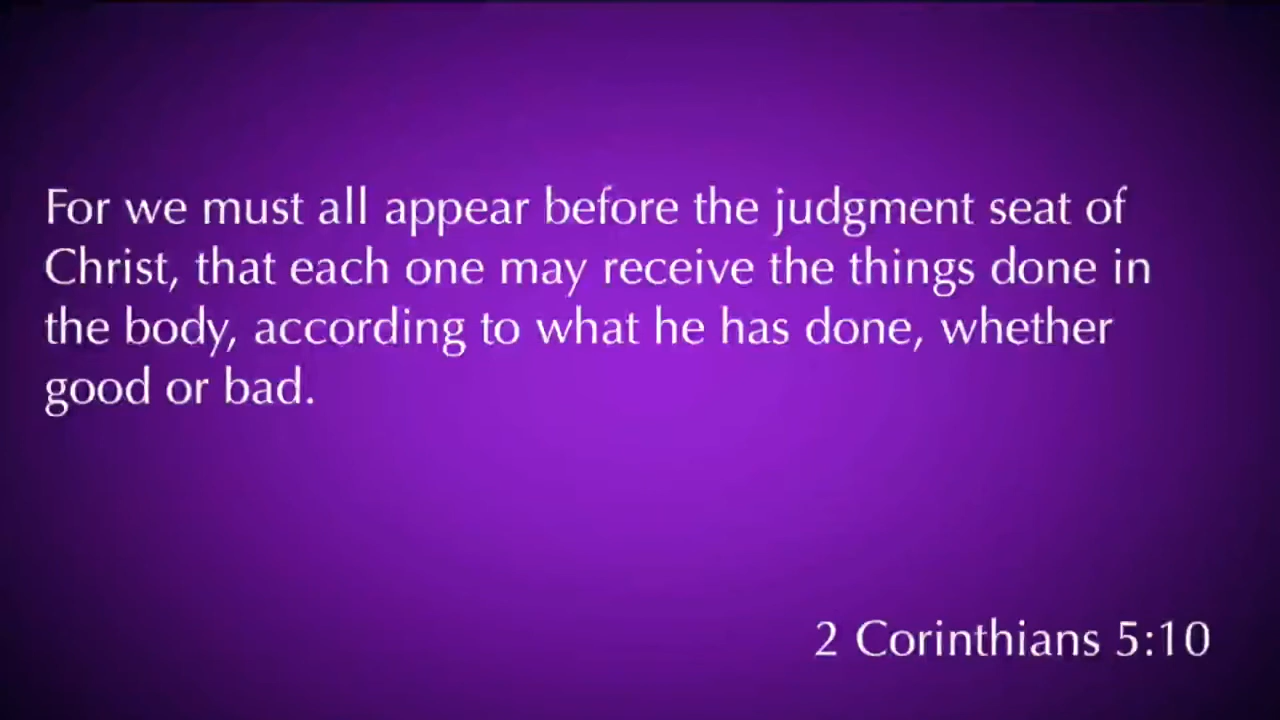 For we must all appear before the judgment seat of
Christ, that each one may receive the things done in
the body, according to what he has done, whether
good or bad.
2 Corinthians 5:10